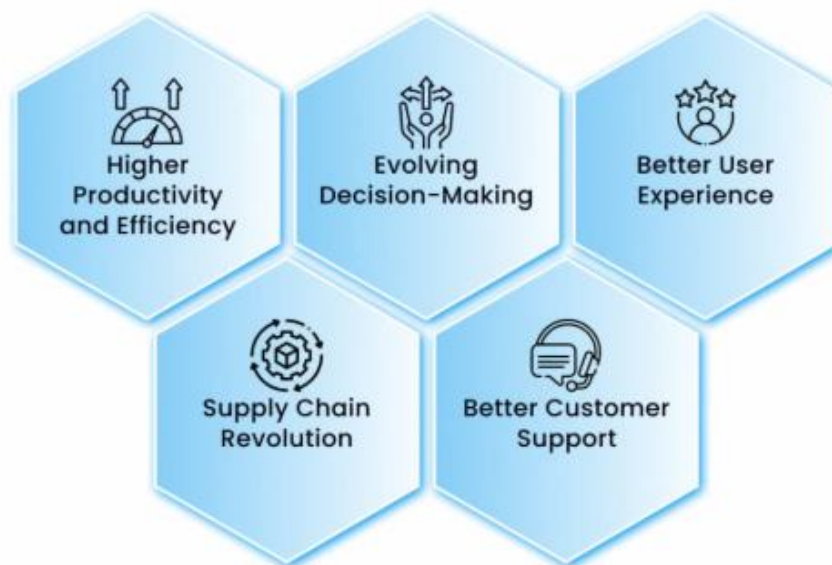 Higher
Productivity
and Efficiency
Evolving
Decision-Making
Better User
Experience
Supply Chain
Revolution
Better Customer
Support